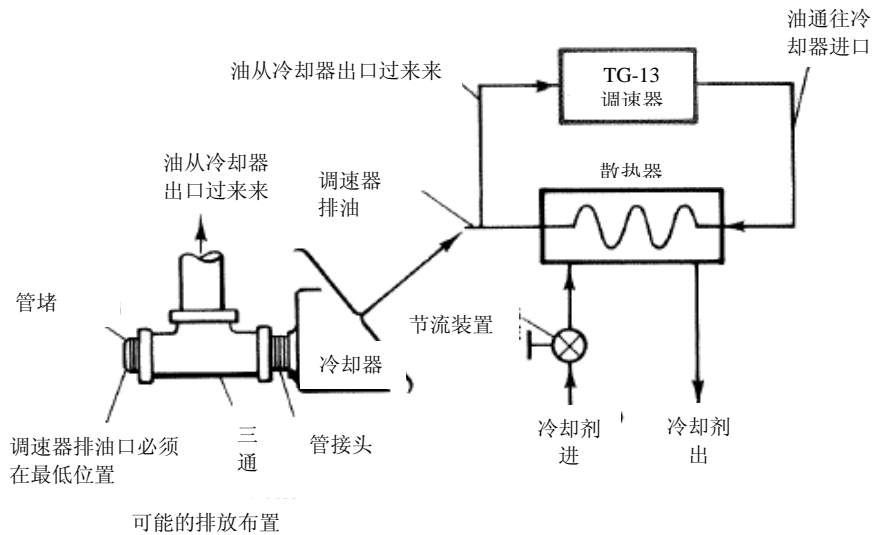 油通往冷
却器进口
油从冷却器出口过来来
TG-13
调速器
油从冷却器
出口过来来
调速器
排油
散热器
管堵
节流装置
冷却器
调速器排油口必须
在最低位置
三
通
管接头
冷却剂
进
冷却剂
出
可能的排放布置